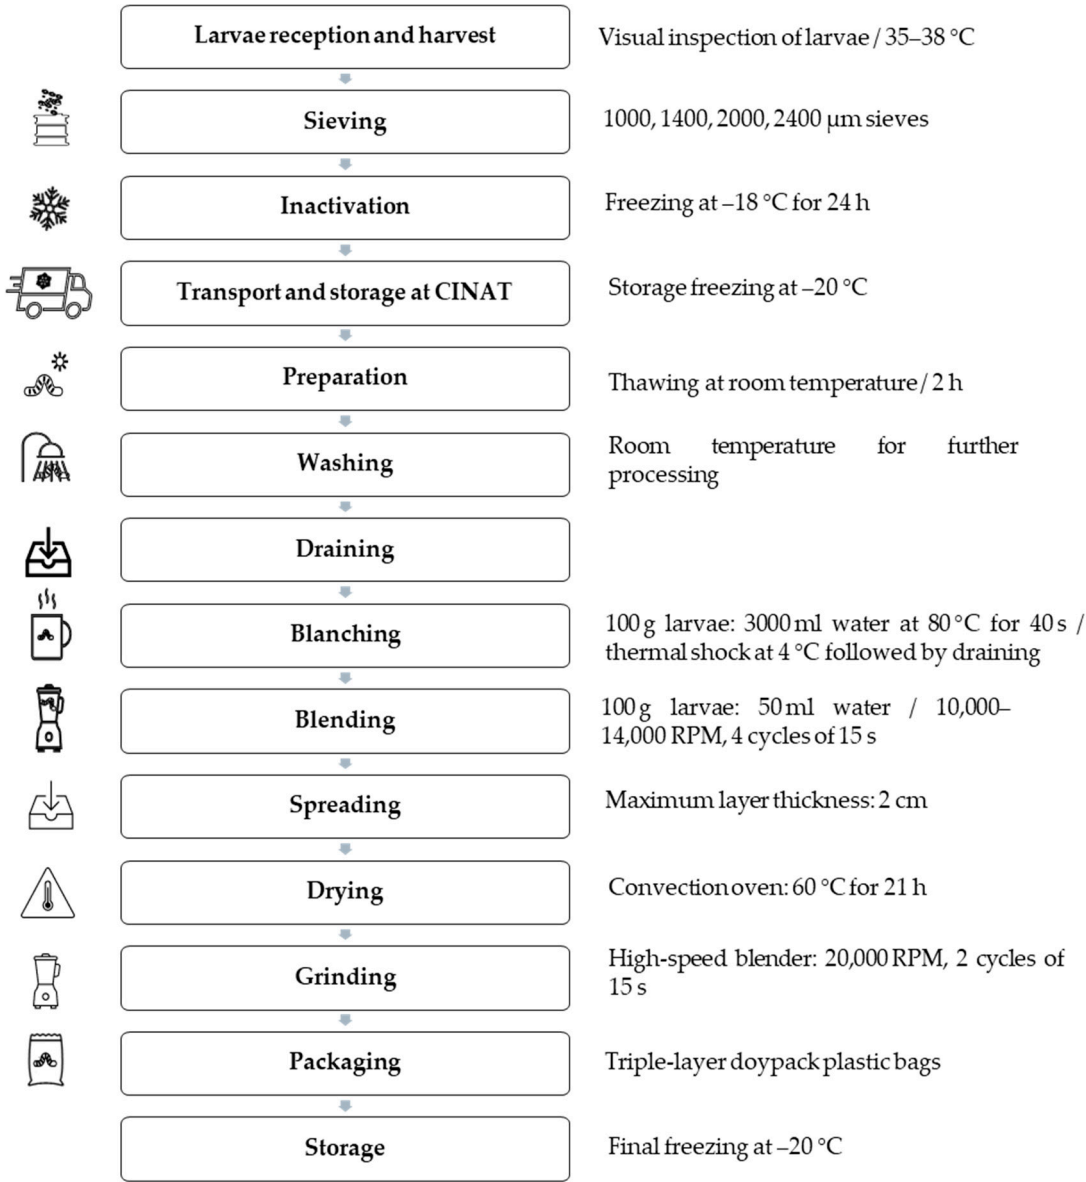 Larvae reception and harvest
Visual inspection of larvae / 35–38 °C
Sieving
1000, 1400, 2000, 2400 µm sieves
Inactivation
Freezing at –18 °C for 24 h
Transport and storage at CINAT
Storage freezing at –20 °C
Preparation
Thawing at room temperature / 2 h
Washing
Room temperature for further
processing
Draining
Blanching
100 g larvae: 3000 ml water at 80 °C for 40 s /
thermal shock at 4 °C followed by draining
Blending
100 g larvae: 50 ml water / 10,000–
14,000 RPM, 4 cycles of 15 s
Spreading
Maximum layer thickness: 2 cm
Drying
Convection oven: 60 °C for 21 h
Grinding
High-speed blender: 20,000 RPM, 2 cycles of
15 s
Packaging
Triple-layer doypack plastic bags
Storage
Final freezing at –20 °C